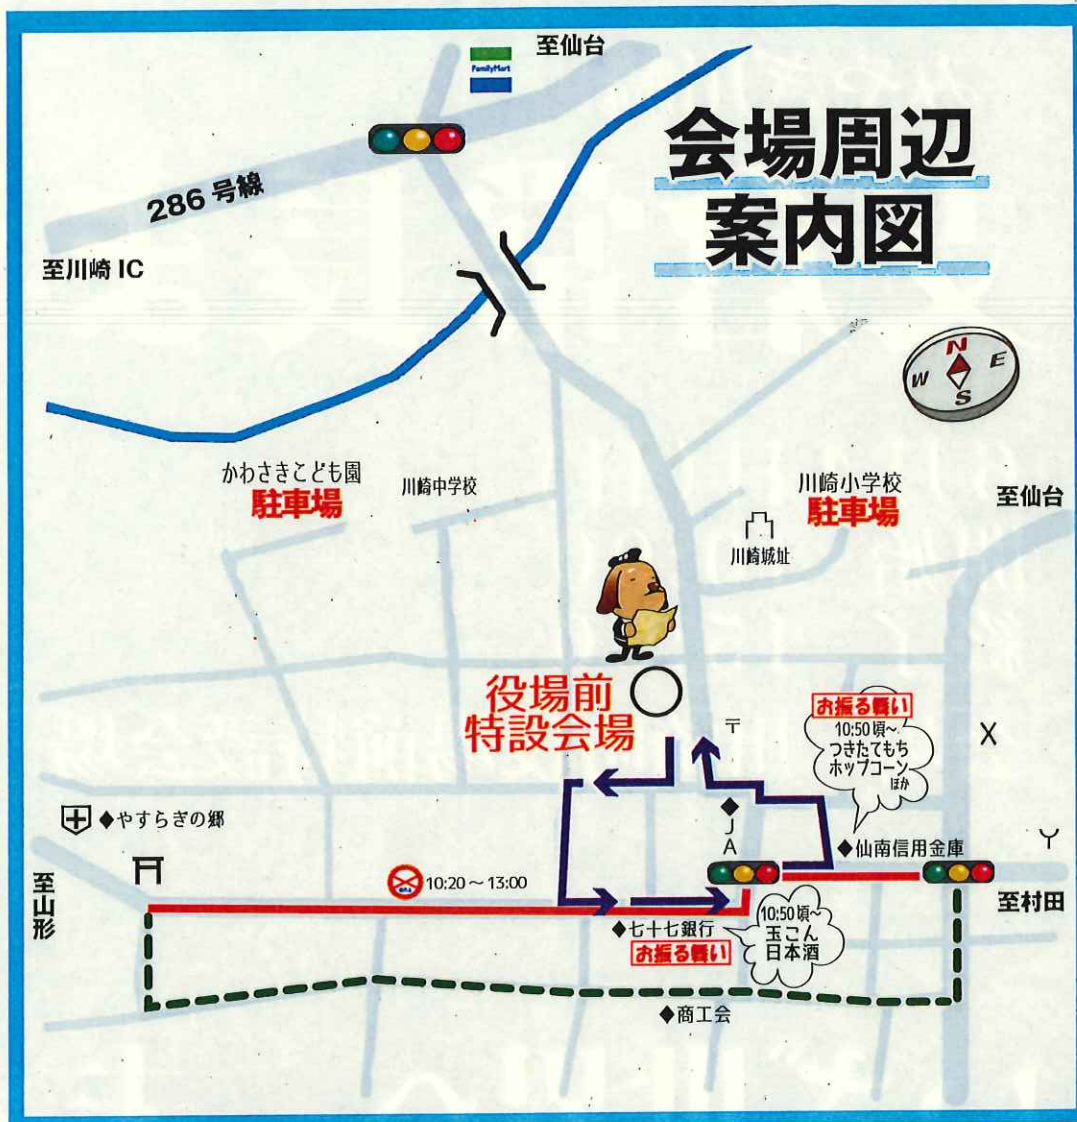 至仙台
FamilyMart
会場周辺
案内図
286号線
至川崎IC
N
E
W
S
かわさきこども園
駐車場
川崎中学校
川崎小学校
駐車場
至仙台
川崎城址
役場前
特設会場
お振る舞い
10:50頃~
つきたてもち
ホップコーン
ほか
〒
X
◆やすらぎの郷
◆
J
A
◆仙南信用金庫
Y
至山形
10:20~13:00
至村田
◆七十七銀行
お振る舞い
10:50頃~
玉こん
日本酒
◆商工会